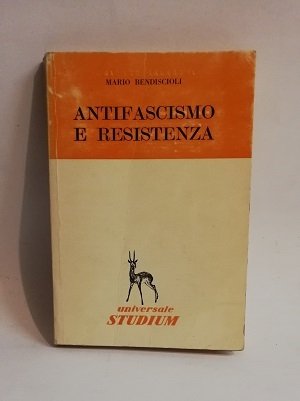 MARIO BENDISCIOLI
ANTIFASCISMO
E RESISTENZA
universale
STUDIUM